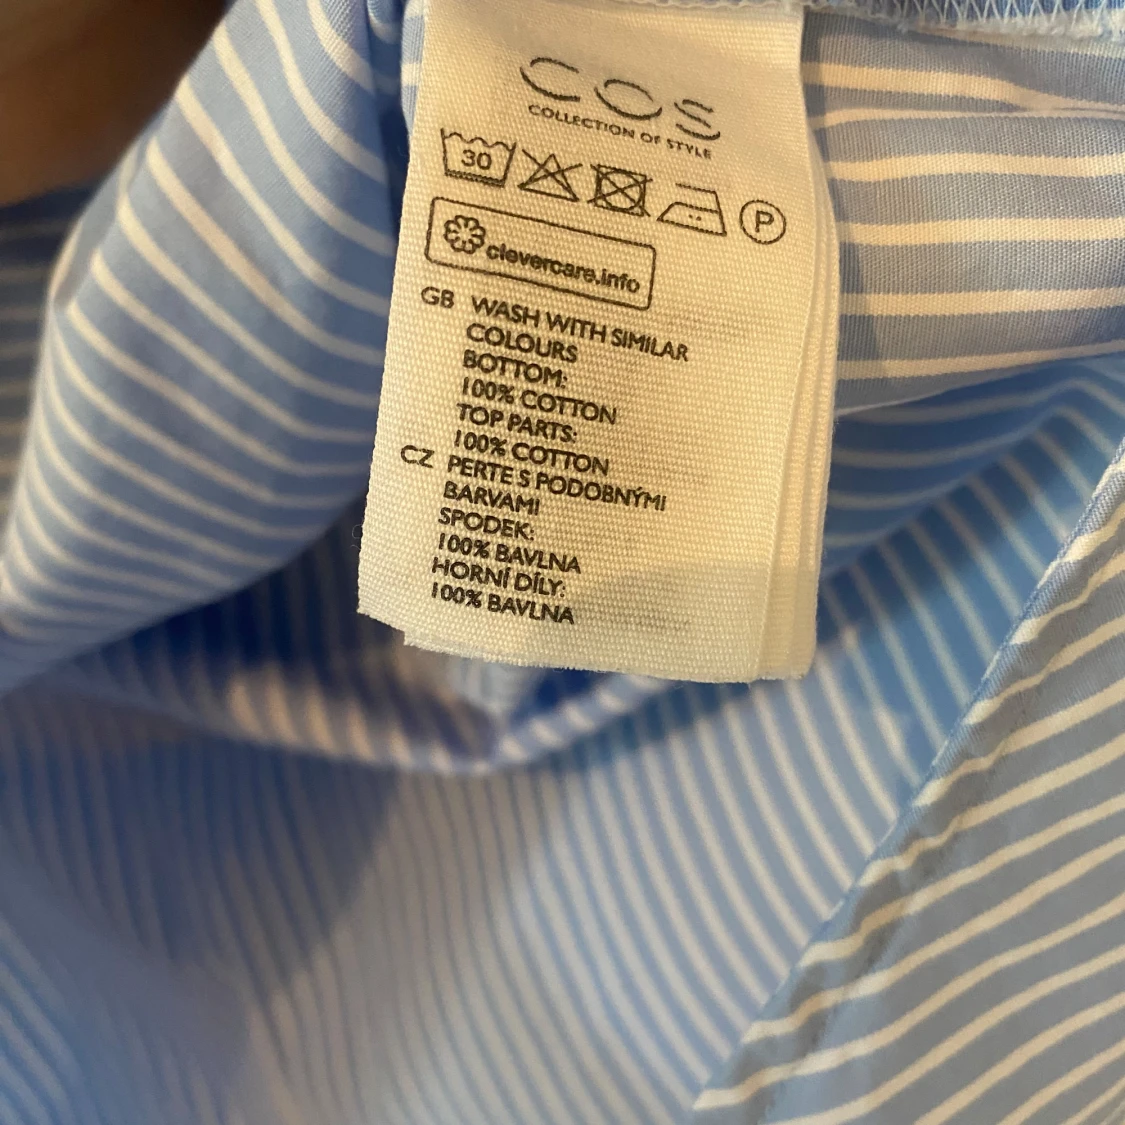 COS
COLLECTION OF STYLE
30
P
clevercare.info
GB WASH WITH SIMILAR
COLOURS
BOTTOM:
100% COTTON
TOP PARTS:
100% COTTON
CZ PERTE S PODOBNÝMI
BARVAMI
SPODEK:
100% BAVLNA
HORNÍ DÍLY:
100% BAVLNA